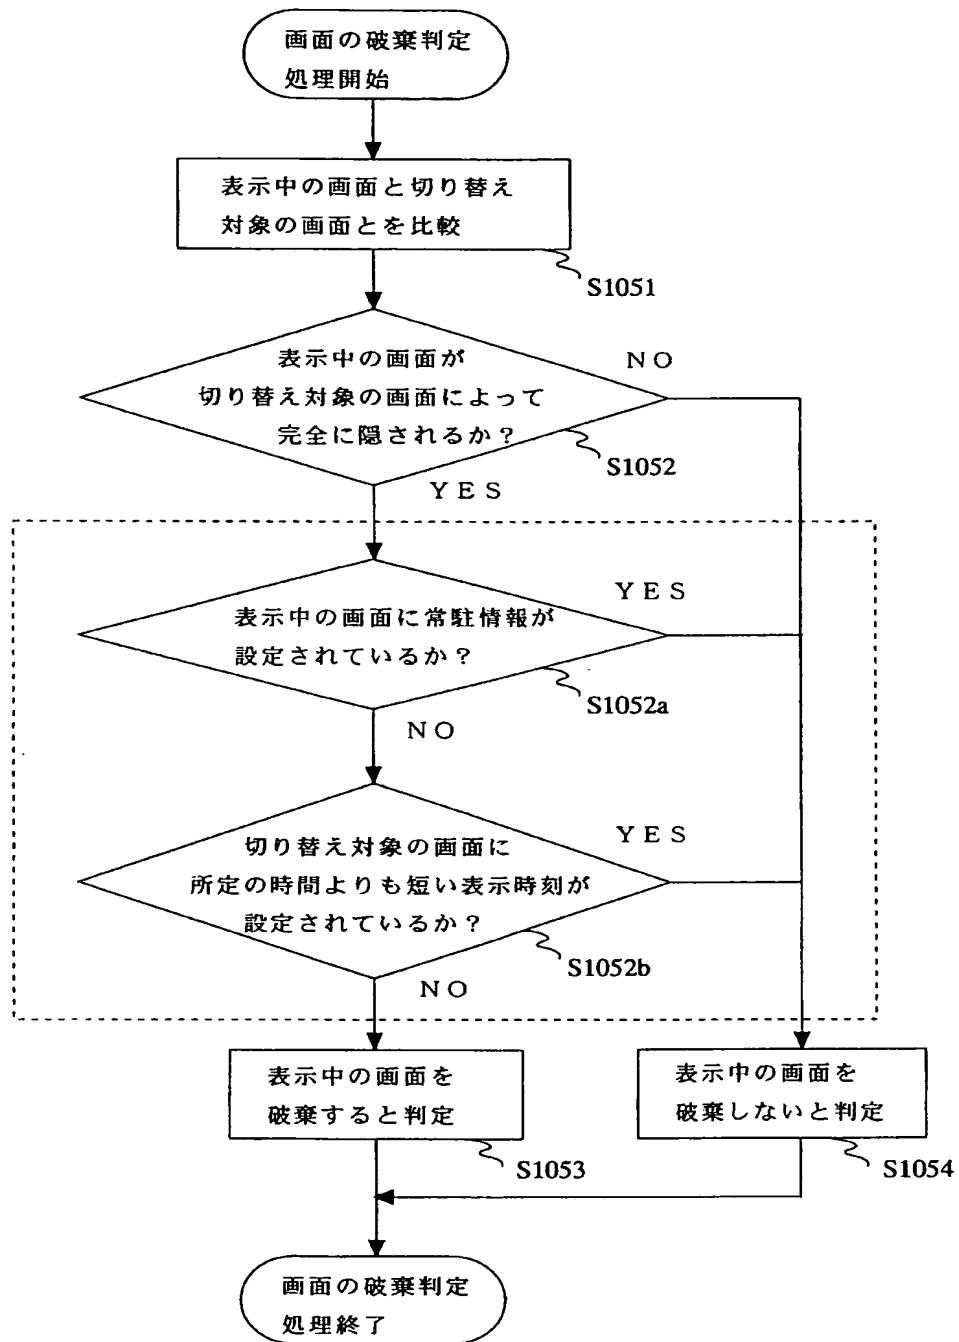 画面の破棄判定
処理開始
表示中の画面と切り替え
対象の画面とを比較
S1051
表示中の画面が
切り替え対象の画面によって
完全に隠されるか？
NO
S1052
YES
表示中の画面に常駐情報が
設定されているか？
YES
S1052a
NO
切り替え対象の画面に
所定の時間よりも短い表示時刻が
設定されているか？
YES
S1052b
NO
表示中の画面を
破棄すると判定
S1053
表示中の画面を
破棄しないと判定
S1054
画面の破棄判定
処理終了